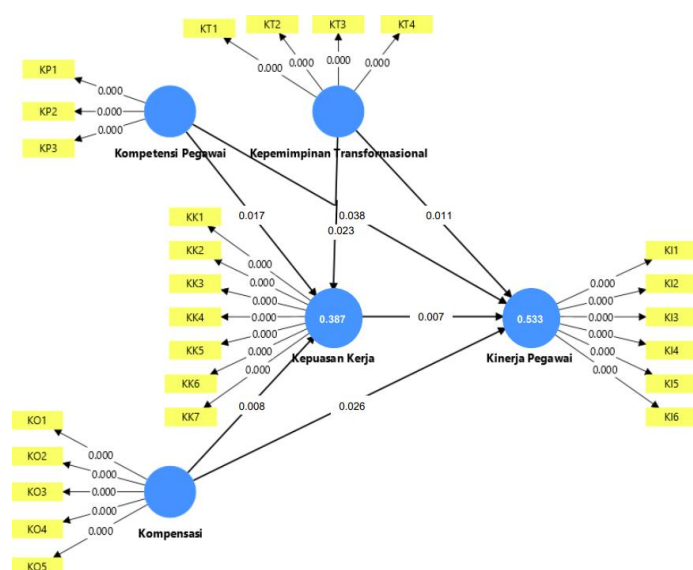 KT1
KT2
KT3
KT4
0.000
0.000
0.000
0.000
KP1
KP2
KP3
0.000
0.000
0.000
Kompetensi Pegawai
Kepemimpinan Transformasional
0.017
0.038
0.023
0.011
KK1
KK2
KK3
KK4
KK5
KK6
KK7
0.000
0.000
0.000
0.000
0.000
0.000
0.000
0.387
Kepuasan Kerja
0.007
0.533
Kinerja Pegawai
0.000
0.000
0.000
0.000
0.000
0.000
KI1
KI2
KI3
KI4
KI5
KI6
0.008
0.026
KO1
KO2
KO3
KO4
KO5
0.000
0.000
0.000
0.000
0.000
Kompensasi